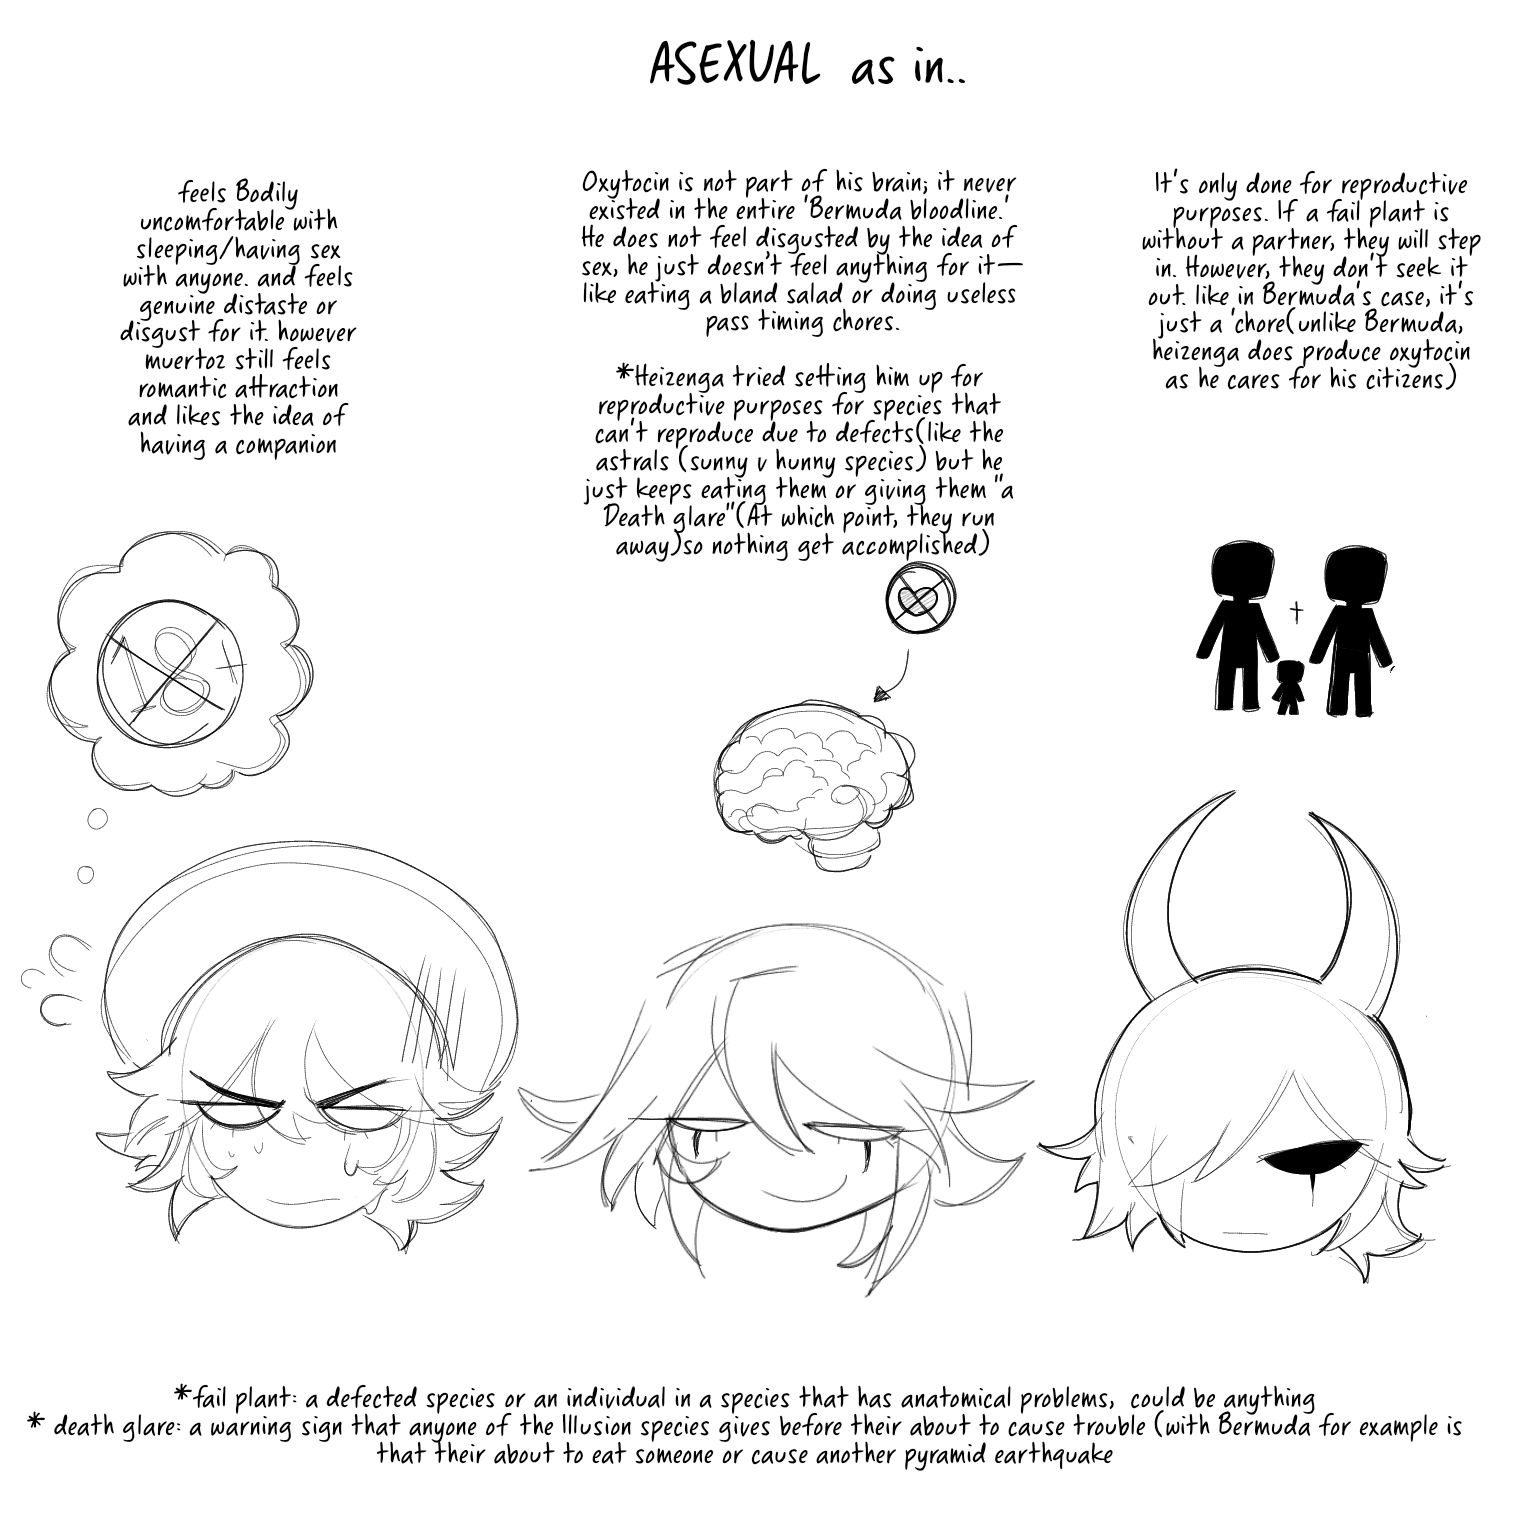 ASEXUAL as in..
feels Bodily
uncomfortable with
sleeping/having sex
with anyone. and feels
genuine distaste or
disgust for it. however
muertoz still feels
romantic attraction
and likes the idea of
having a companion
Oxytocin is not part of his brain; it never
existed in the entire 'Bermuda bloodline.'
He does not feel disgusted by the idea of
sex, he just doesn't feel anything for it—
like eating a bland salad or doing useless
pass timing chores.
*Heizenga tried setting him up for
reproductive purposes for species that
can't reproduce due to defects(like the
astrals (sunny v hunny species) but he
just keeps eating them or giving them "a
Death glare"(At which point, they run
away)so nothing get accomplished)
It's only done for reproductive
purposes. If a fail plant is
without a partner, they will step
in. However, they don't seek it
out. like in Bermuda's case, it's
just a 'chore(unlike Bermuda,
heizenga does produce oxytocin
as he cares for his citizens)
18+
*fail plant: a defected species or an individual in a species that has anatomical problems, could be anything
* death glare: a warning sign that anyone of the Illusion species gives before their about to cause trouble (with Bermuda for example is
that their about to eat someone or cause another pyramid earthquake